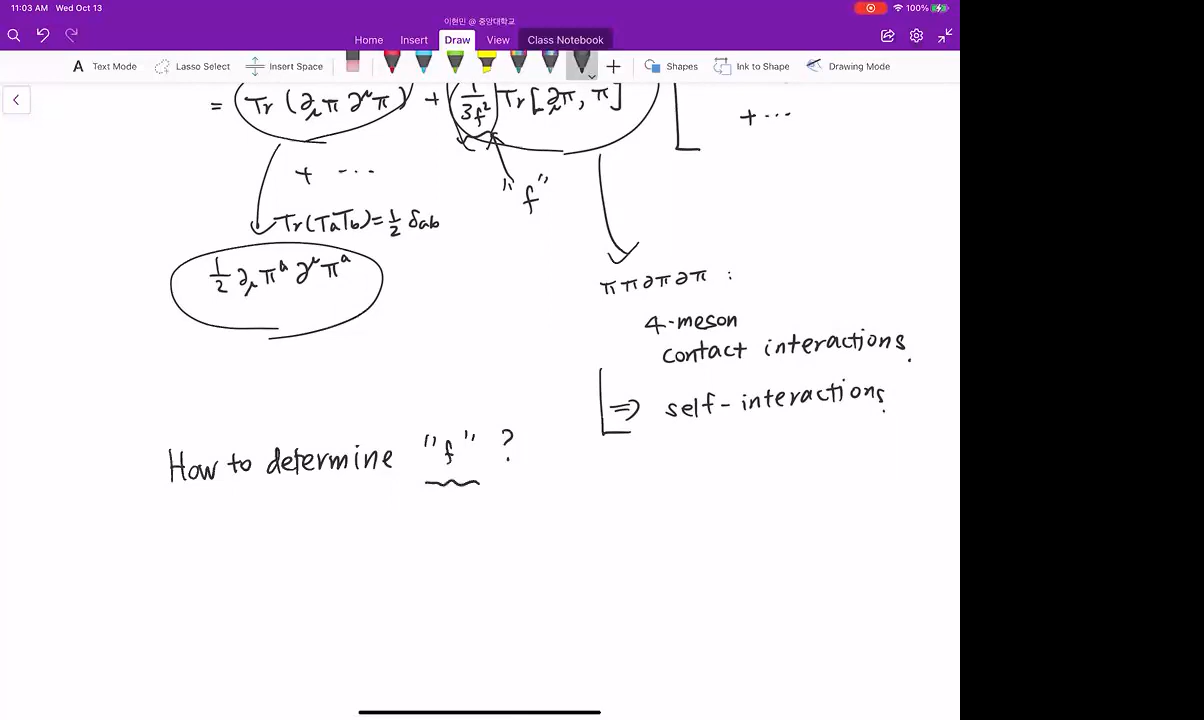 11:03 AM Wed Oct 13
100%
이현민 @ 중앙대학교
Home Insert Draw View Class Notebook
A Text Mode Lasso Select Insert Space + Shapes Ink to Shape Drawing Mode
= Tr (∂μπ ∂^μπ) + 1/3f² Tr[∂μπ, π]
+ ⋯
+ ⋯
"f"
Tr(TaTb)=1/2 δab
1/2 ∂μ π^a ∂^μ π^a
ππ∂π∂π :
4-meson
contact interactions.
⇒ self-interactions.
How to determine "f" ?